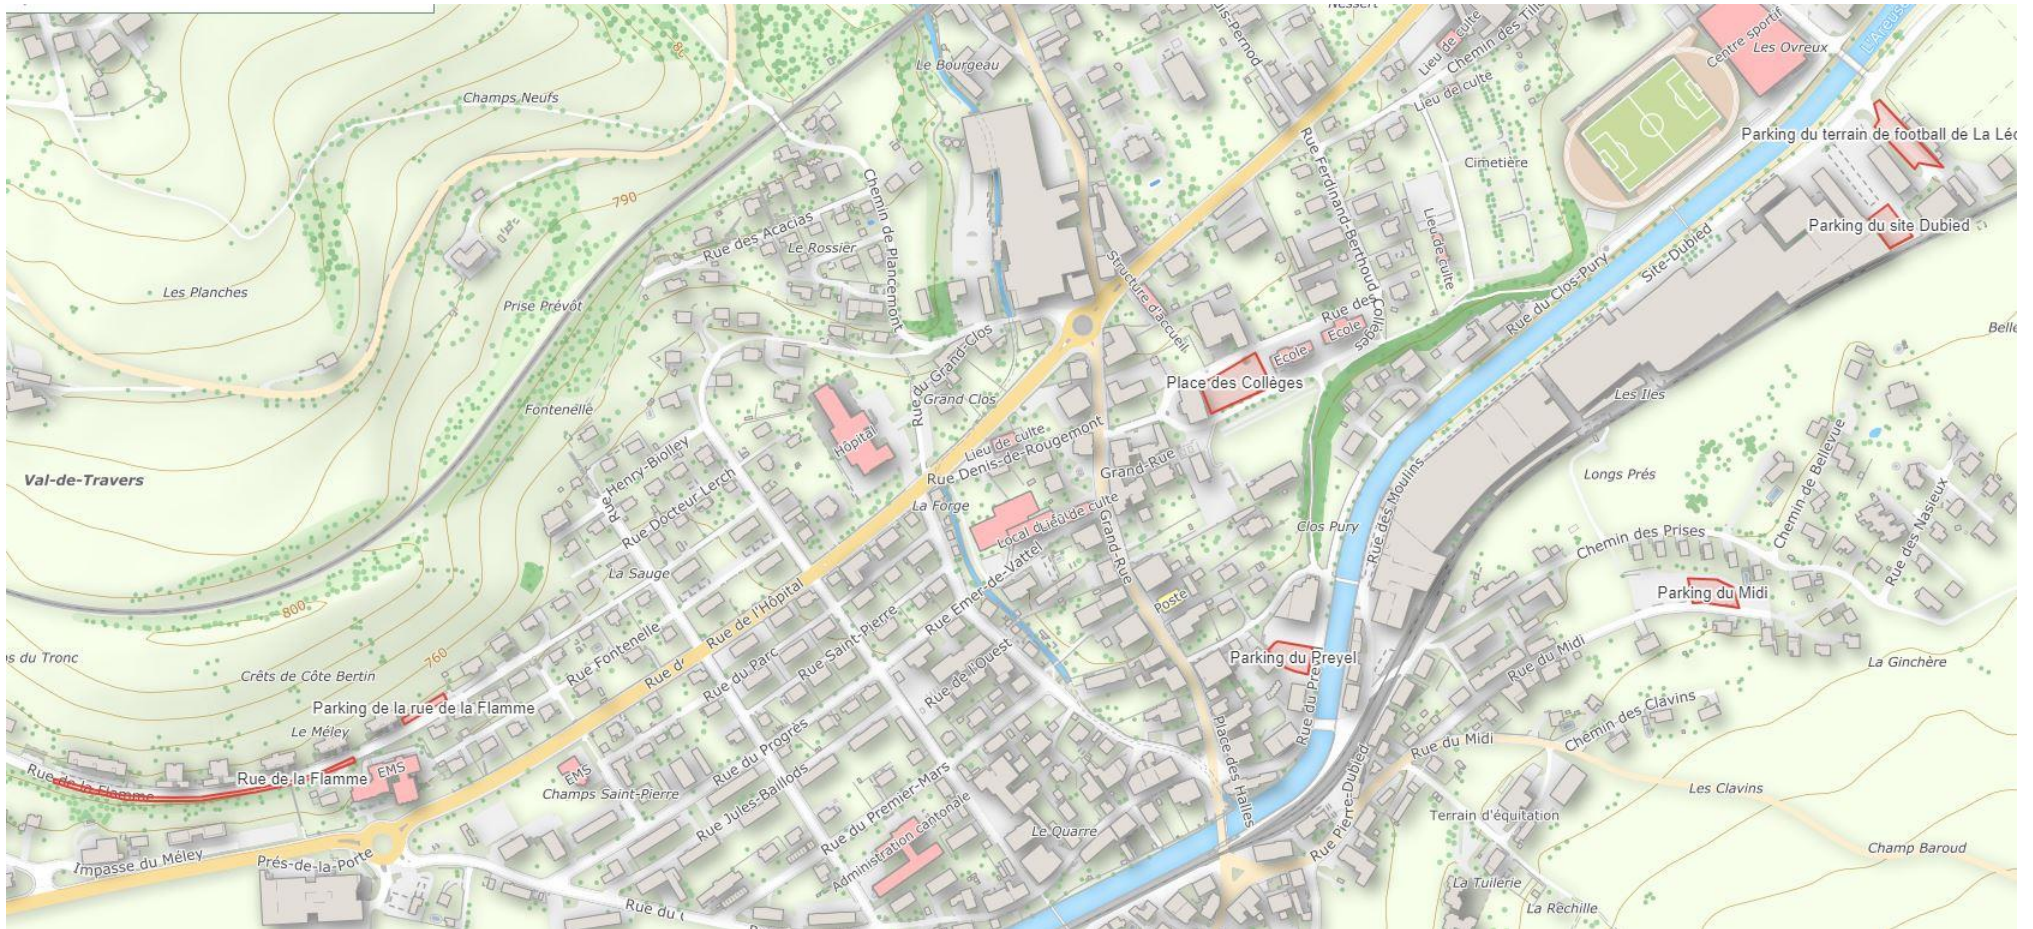 Nessert
Lieu de culte
Chemin des Tille
Centre sportif
Les Ovreux
L'Areuse
Le Bourgeau
Champs Neufs
Lieu de culte
Parking du terrain de football de La Léc
Cimetière
Rue Ferdinand-Berthoud
Chemin de Plancemont
790
Rue des Acacias
Le Rossier
Lieu de culte
Parking du site Dubied
Site-Dubied
Rue du Clos-Pury
Les Planches
Prise Prévôt
Structure d'accueil
Rue des Collèges
Ecole
Ecole
Belle
Rue du Grand-Clos
Place des Collèges
Grand Clos
Fontenelle
Les Iles
Hôpital
Lieu de culte
Rue Denis-de-Rougemont
Grand-Rue
Rue Henry-Biolley
Rue Docteur Lerch
Val-de-Travers
Longs Prés
Chemin de Bellevue
Rue des Nasieux
La Forge
Lieu de culte
Grand-Rue
Clos Pury
Rue des Moulins
Chemin des Prises
Rue Emer-de-Vattel
La Sauge
800
Rue de l'Hôpital
Poste
Parking du Midi
Rue Saint-Pierre
Rue Fontenelle
Rue du Parc
Rue de l'Ouest
Parking du Preyel
Rue du Midi
La Ginchère
os du Tronc
760
Crêts de Côte Bertin
Parking de la rue de la Flamme
Le Méley
Chemin des Clavins
Place-des-Halles
Rue du Midi
Rue de la Flamme
Rue de la Flamme
EMS
EMS
Champs Saint-Pierre
Rue du Progrès
Rue Jules-Baillods
Rue du Premier-Mars
Rue Pierre-Dubied
Les Clavins
Terrain d'équitation
Le Quarre
Administration cantonale
Champ Baroud
Impasse du Méley
Prés-de-la-Porte
La Tuilerie
La Rechille